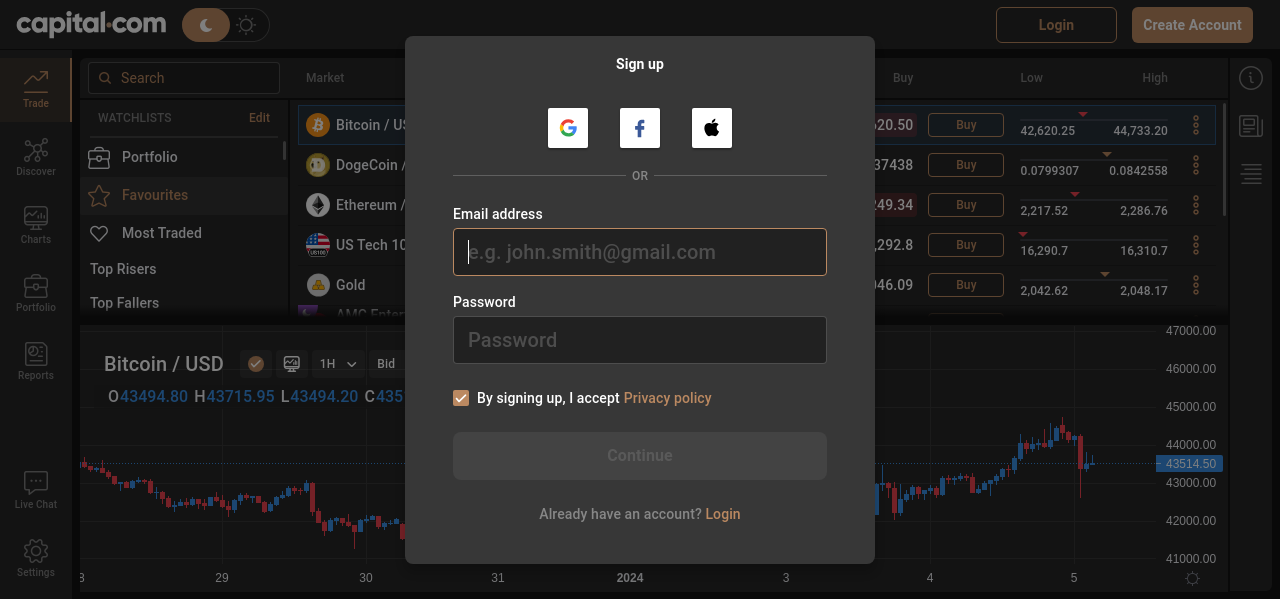 capital.com
Login
Create Account
Sign up
Search
Market
Buy
Low
High
Trade
WATCHLISTS
Edit
Bitcoin / US
620.50
Buy
42,620.25
44,733.20
Portfolio
DogeCoin /
37438
Buy
0.0799307
0.0842558
OR
Discover
Favourites
Ethereum /
249.34
Buy
2,217.52
2,286.76
Email address
Most Traded
US100
US Tech 10
,292.8
Buy
16,290.7
16,310.7
e.g. john.smith@gmail.com
Charts
Top Risers
Gold
046.09
Buy
2,042.62
2,048.17
Portfolio
Top Fallers
Password
AMC Enter
Password
47000.00
Bitcoin / USD
1H
Bid
46000.00
Reports
O43494.80 H43715.95 L43494.20 C435
By signing up, I accept Privacy policy
45000.00
44000.00
Continue
43514.50
43000.00
Live Chat
Already have an account? Login
42000.00
41000.00
Settings
8
29
30
31
2024
3
4
5